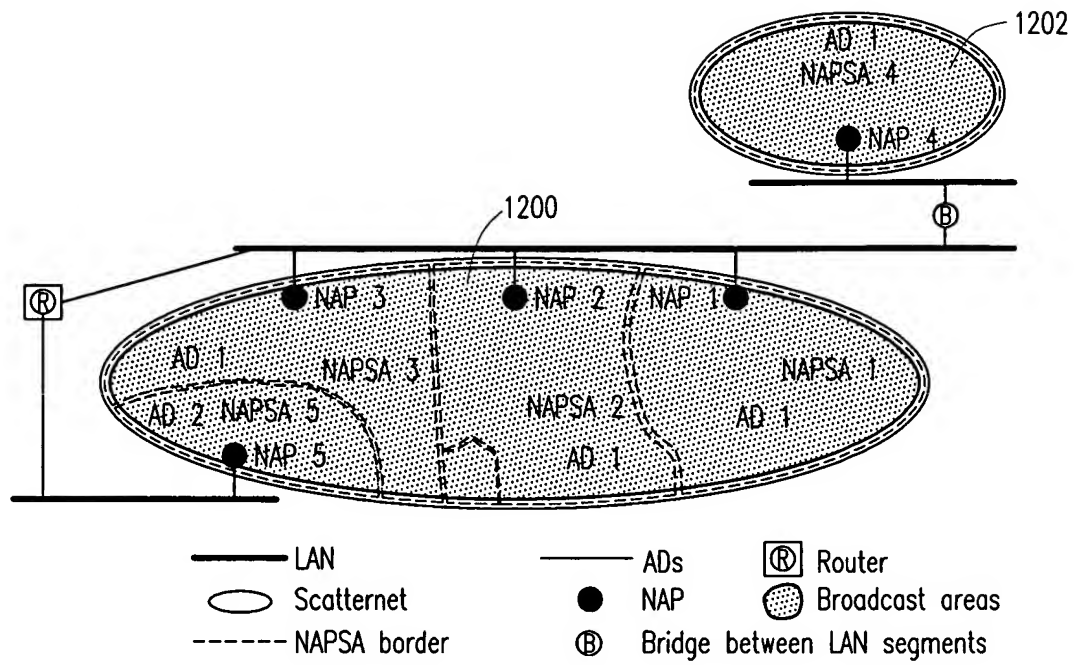 1202
AD 1
NAPSA 4
NAP 4
B
1200
R
NAP 3
NAP 2
NAP 1
AD 1
NAPSA 3
NAPSA 1
AD 2
NAPSA 5
NAPSA 2
AD 1
NAP 5
AD 1
LAN
ADs
R
Router
Scatternet
NAP
Broadcast areas
NAPSA border
B
Bridge between LAN segments